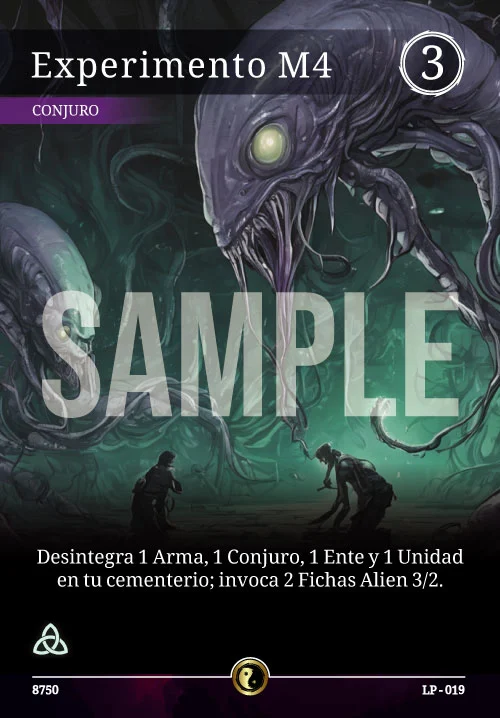 Experimento M4
3
CONJURO
SAMPLE
Desintegra 1 Arma, 1 Conjuro, 1 Ente y 1 Unidad
en tu cementerio; invoca 2 Fichas Alien 3/2.
8750
LP - 019